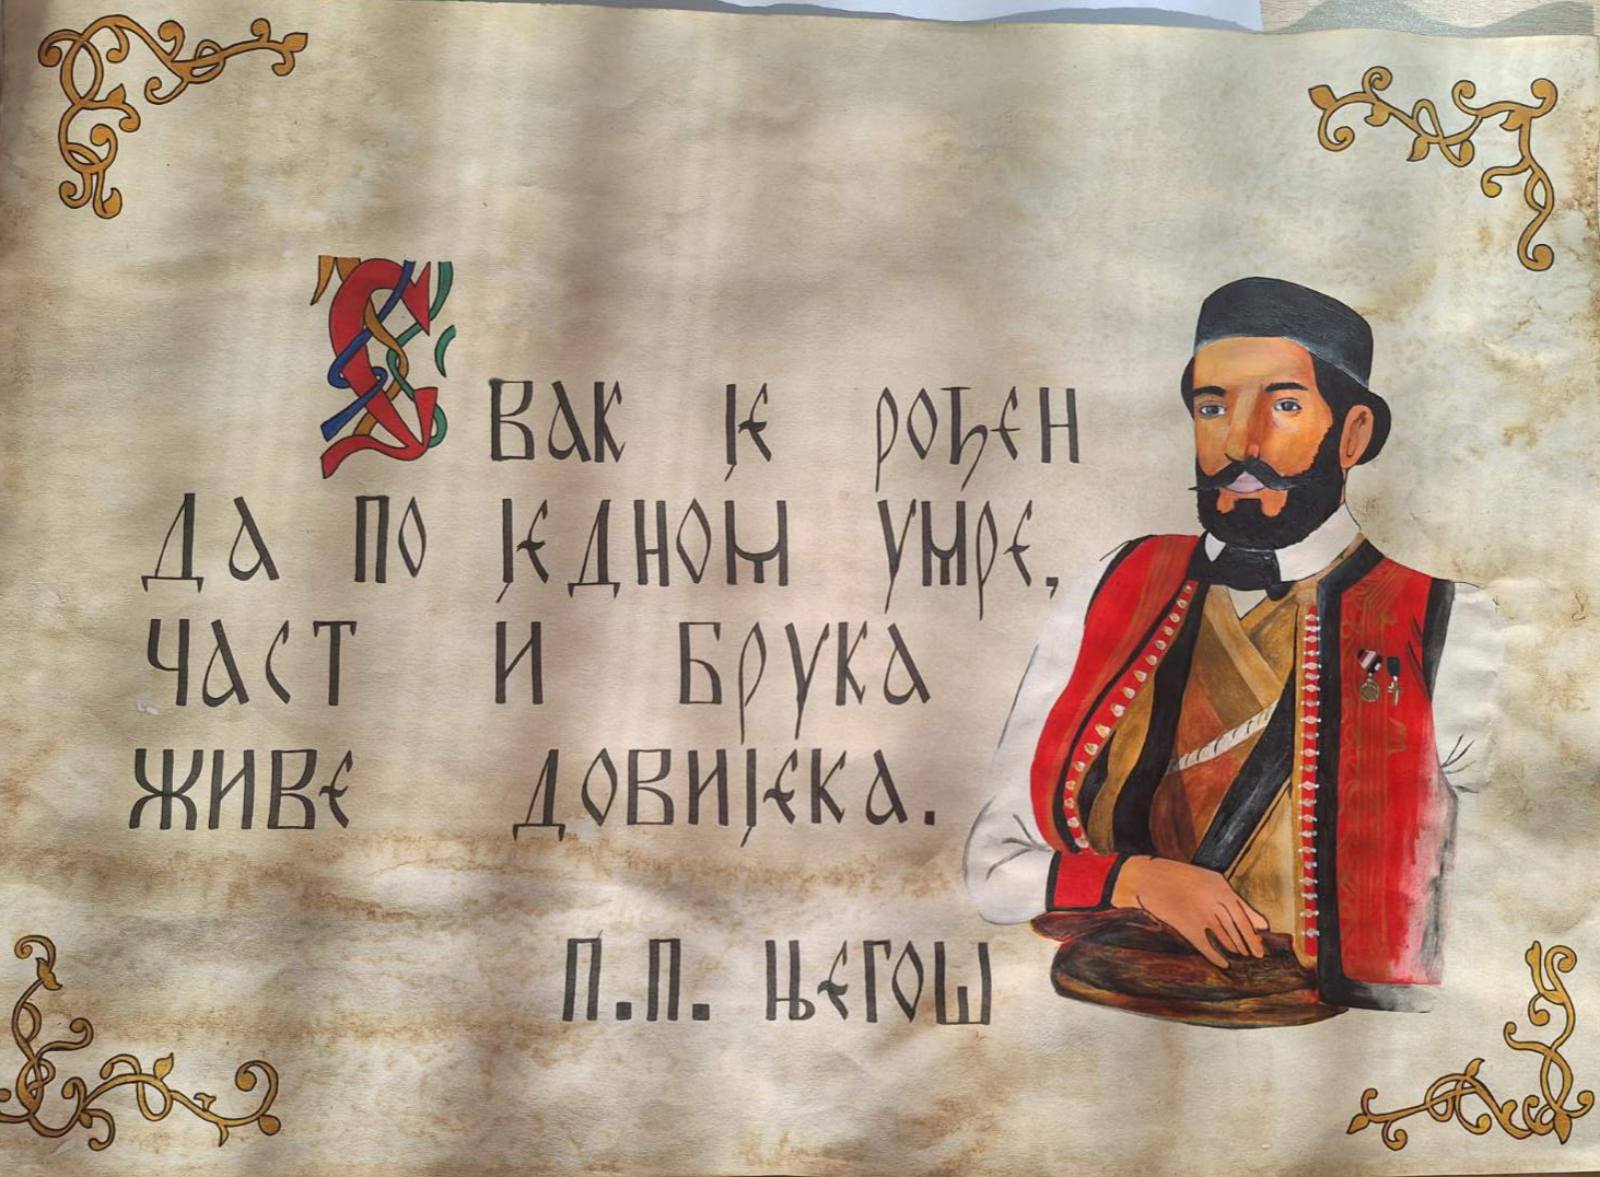 СВАК ЈЕ РОЂЕН
ДА ПО ЈЕДНОМ УМРЕ,
ЧАСТ И БРУКА
ЖИВЕ ДОВИЈЕКА.
П.П. ЊЕГОШ